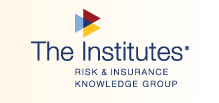 The Institutes®
RISK & INSURANCE
KNOWLEDGE GROUP